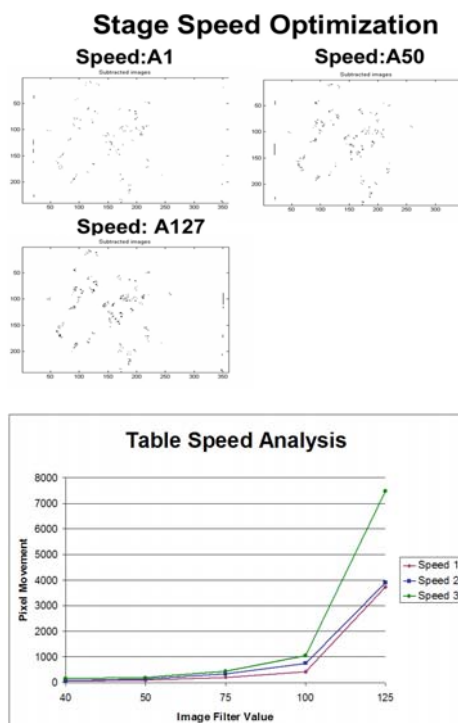 Stage Speed Optimization
Speed:A1
Speed:A50
Subtracted images
Subtracted images
50
100
150
200
50 100 150 200 250 300 350
50
100
150
200
50 100 150 200 250 300
Speed: A127
Subtracted images
50
100
150
200
50 100 150 200 250 300 350
Table Speed Analysis
8000
7000
6000
5000
4000
3000
2000
1000
0
Pixel Movement
40 50 75 100 125
Image Filter Value
Speed 1
Speed 2
Speed 3